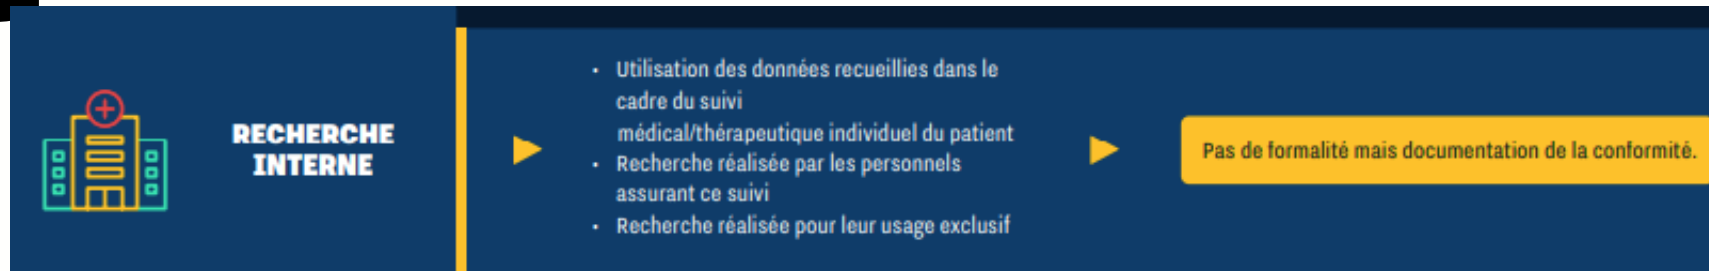 RECHERCHE
INTERNE
• Utilisation des données recueillies dans le
cadre du suivi
médical/thérapeutique individuel du patient
• Recherche réalisée par les personnels
assurant ce suivi
• Recherche réalisée pour leur usage exclusif
Pas de formalité mais documentation de la conformité.